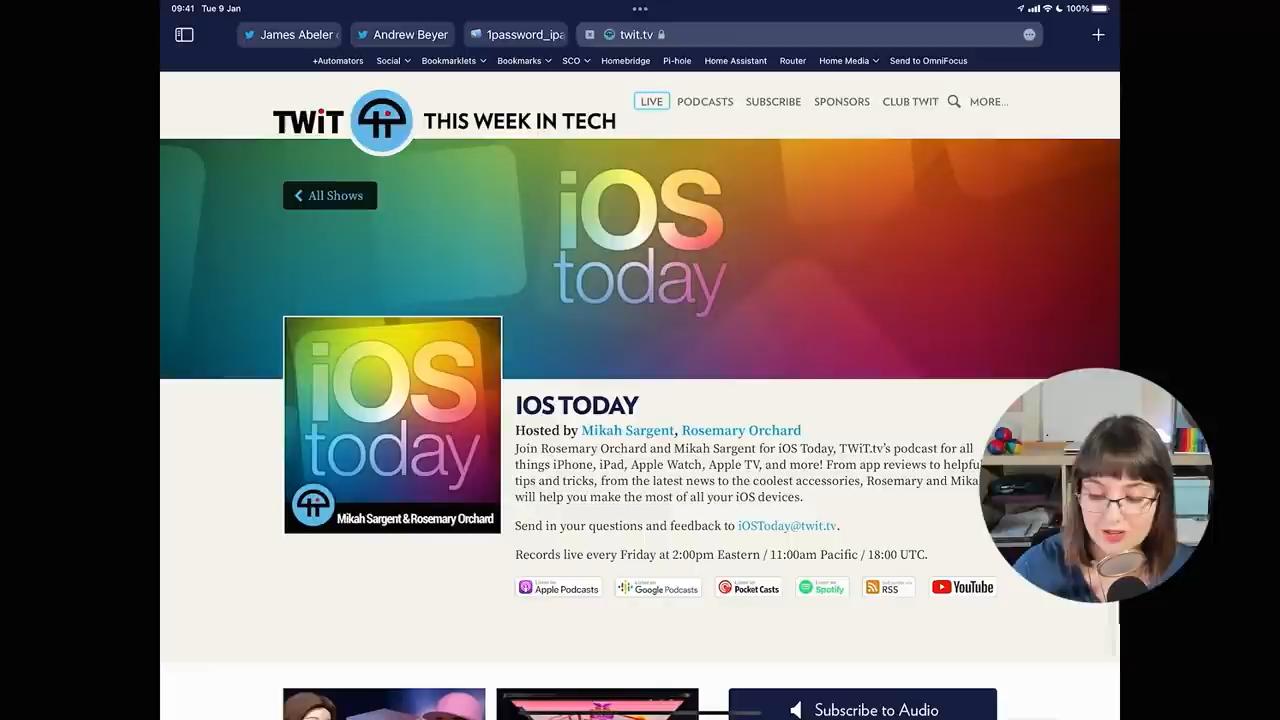 09:41 Tue 9 Jan
100%
James Abeler
Andrew Beyer
1password_ipa
twit.tv
+Automators Social Bookmarklets Bookmarks SCO Homebridge Pi-hole Home Assistant Router Home Media Send to OmniFocus
TWiT
THIS WEEK IN TECH
LIVE PODCASTS SUBSCRIBE SPONSORS CLUB TWIT MORE...
All Shows
iOS
today
iOS
today
Mikah Sargent & Rosemary Orchard
IOS TODAY
Hosted by Mikah Sargent, Rosemary Orchard
Join Rosemary Orchard and Mikah Sargent for iOS Today, TWiT.tv's podcast for all
things iPhone, iPad, Apple Watch, Apple TV, and more! From app reviews to helpfu
tips and tricks, from the latest news to the coolest accessories, Rosemary and Mika
will help you make the most of all your iOS devices.
Send in your questions and feedback to iOSToday@twit.tv.
Records live every Friday at 2:00pm Eastern / 11:00am Pacific / 18:00 UTC.
Apple Podcasts
Google Podcasts
Pocket Casts
Spotify
RSS
YouTube
Subscribe to Audio